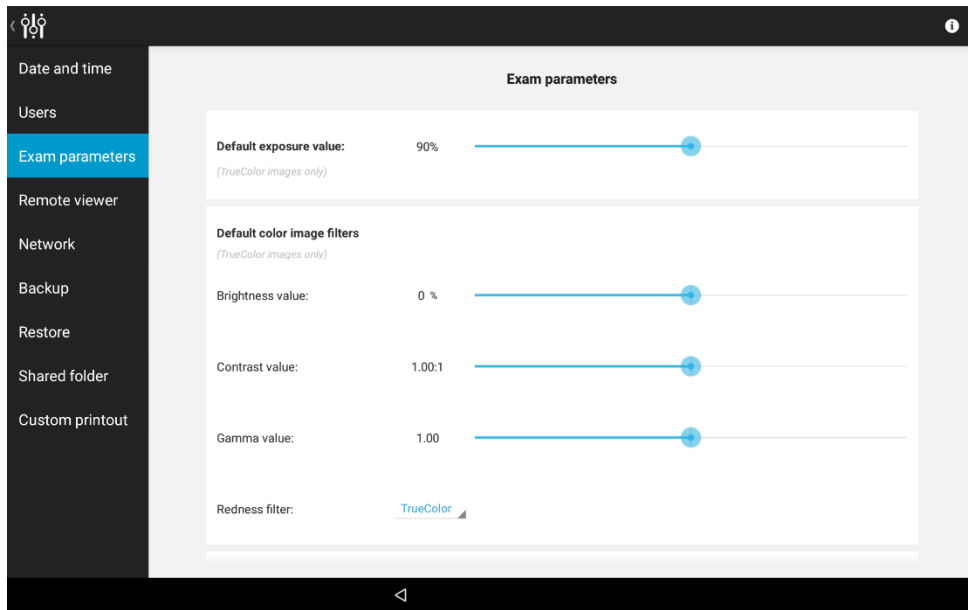 Date and time
Users
Exam parameters
Remote viewer
Network
Backup
Restore
Shared folder
Custom printout
Exam parameters
Default exposure value: 90%
(TrueColor images only)
Default color image filters
(TrueColor images only)
Brightness value: 0 %
Contrast value: 1.00:1
Gamma value: 1.00
Redness filter: TrueColor